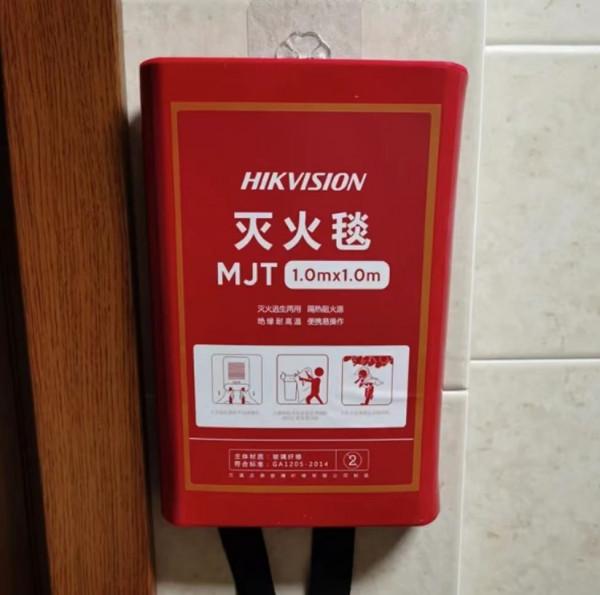 HIKVISION
灭火毯
MJT 1.0mx1.0m
灭火逃生两用 隔热阻火源
绝缘耐高温 便携易操作
主体材质：玻璃纤维
符合标准：GA1205-2014
②